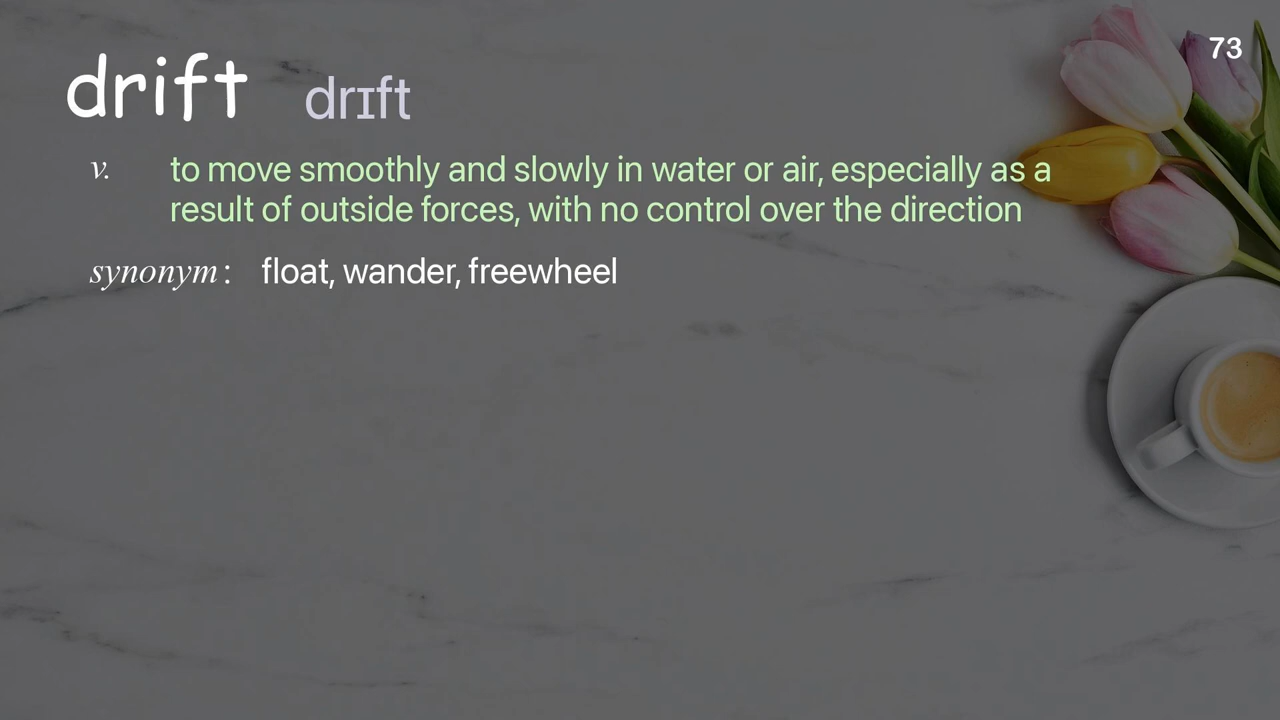 73
drift drɪft
v. to move smoothly and slowly in water or air, especially as a
result of outside forces, with no control over the direction
synonym: float, wander, freewheel